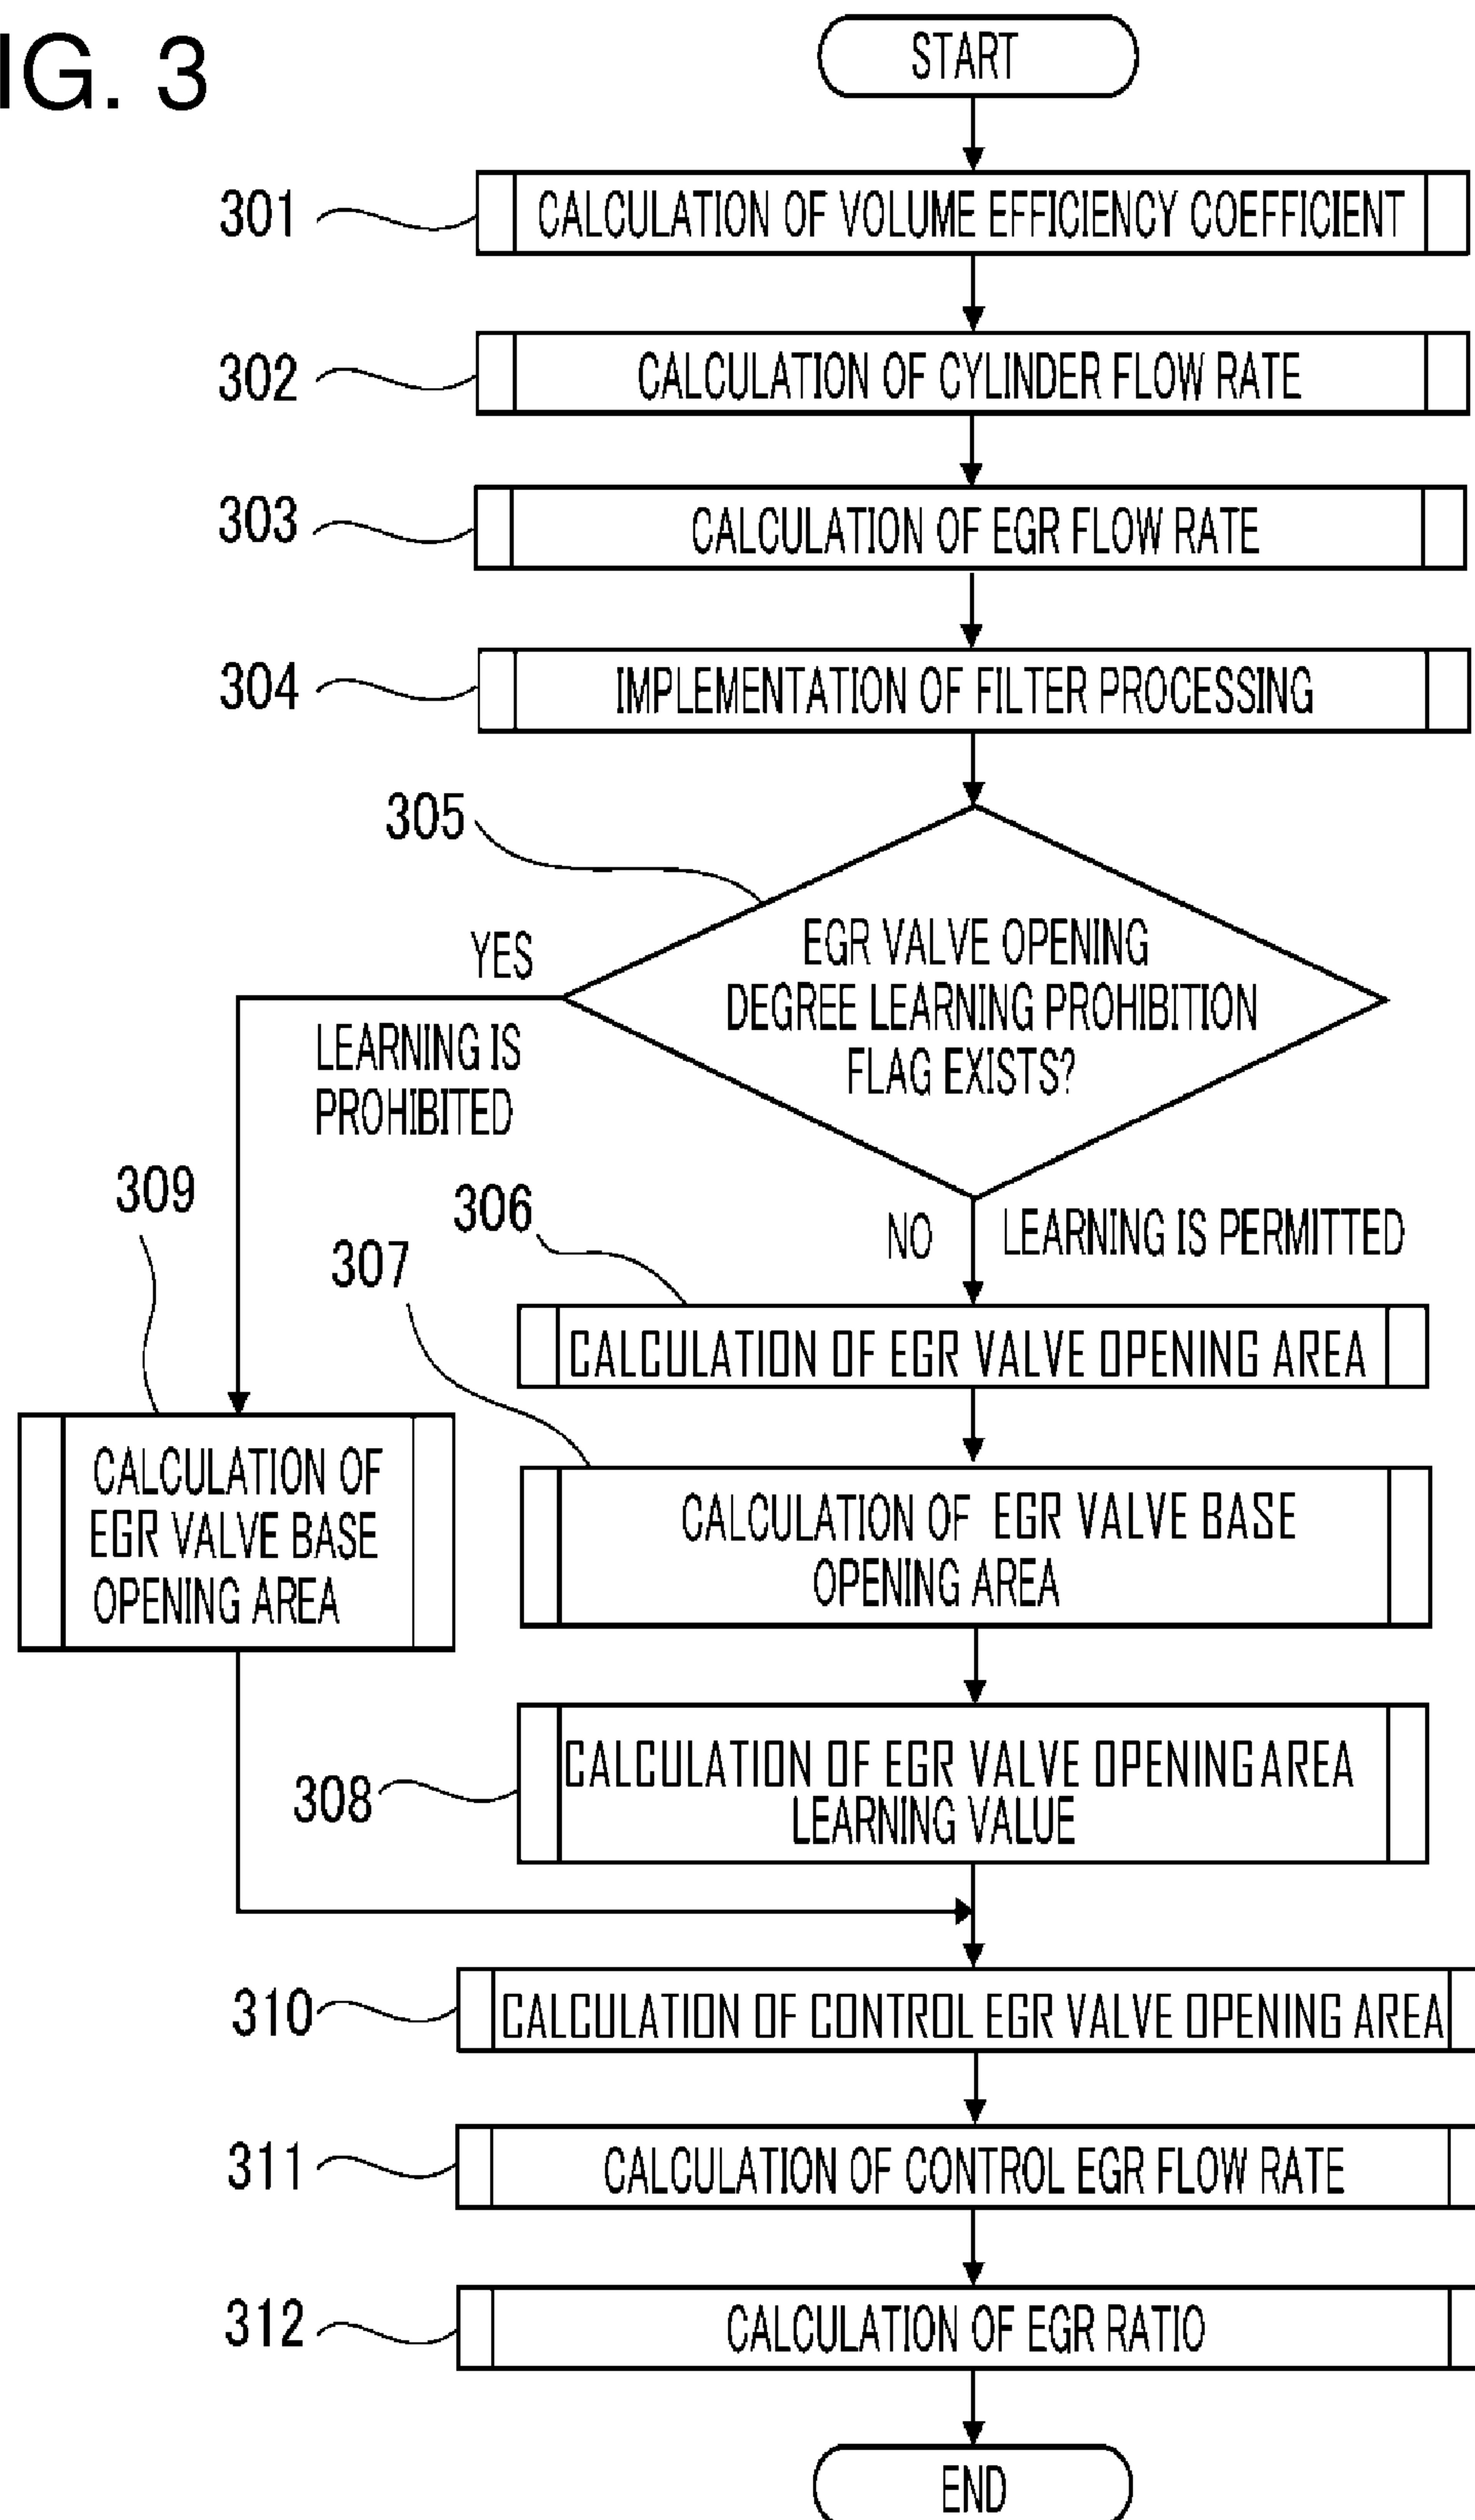 IG. 3
START
301
CALCULATION OF VOLUME EFFICIENCY COEFFICIENT
302
CALCULATION OF CYLINDER FLOW RATE
303
CALCULATION OF EGR FLOW RATE
304
IMPLEMENTATION OF FILTER PROCESSING
305
EGR VALVE OPENING
DEGREE LEARNING PROHIBITION
FLAG EXISTS?
YES
LEARNING IS
PROHIBITED
NO
LEARNING IS PERMITTED
306
CALCULATION OF EGR VALVE OPENING AREA
307
CALCULATION OF EGR VALVE BASE
OPENING AREA
308
CALCULATION OF EGR VALVE OPENING AREA
LEARNING VALUE
309
CALCULATION OF
EGR VALVE BASE
OPENING AREA
310
CALCULATION OF CONTROL EGR VALVE OPENING AREA
311
CALCULATION OF CONTROL EGR FLOW RATE
312
CALCULATION OF EGR RATIO
END